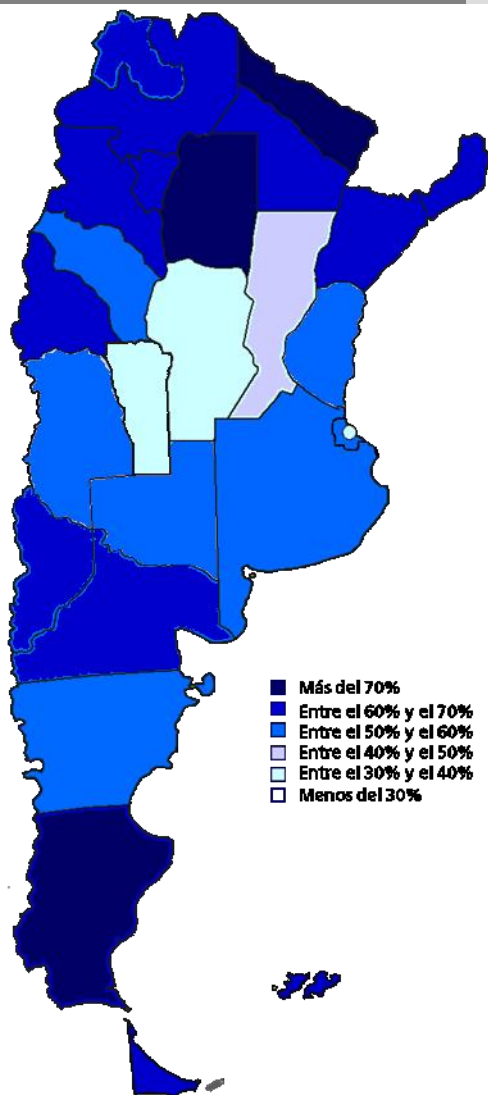 Más del 70%
Entre el 60% y el 70%
Entre el 50% y el 60%
Entre el 40% y el 50%
Entre el 30% y el 40%
Menos del 30%